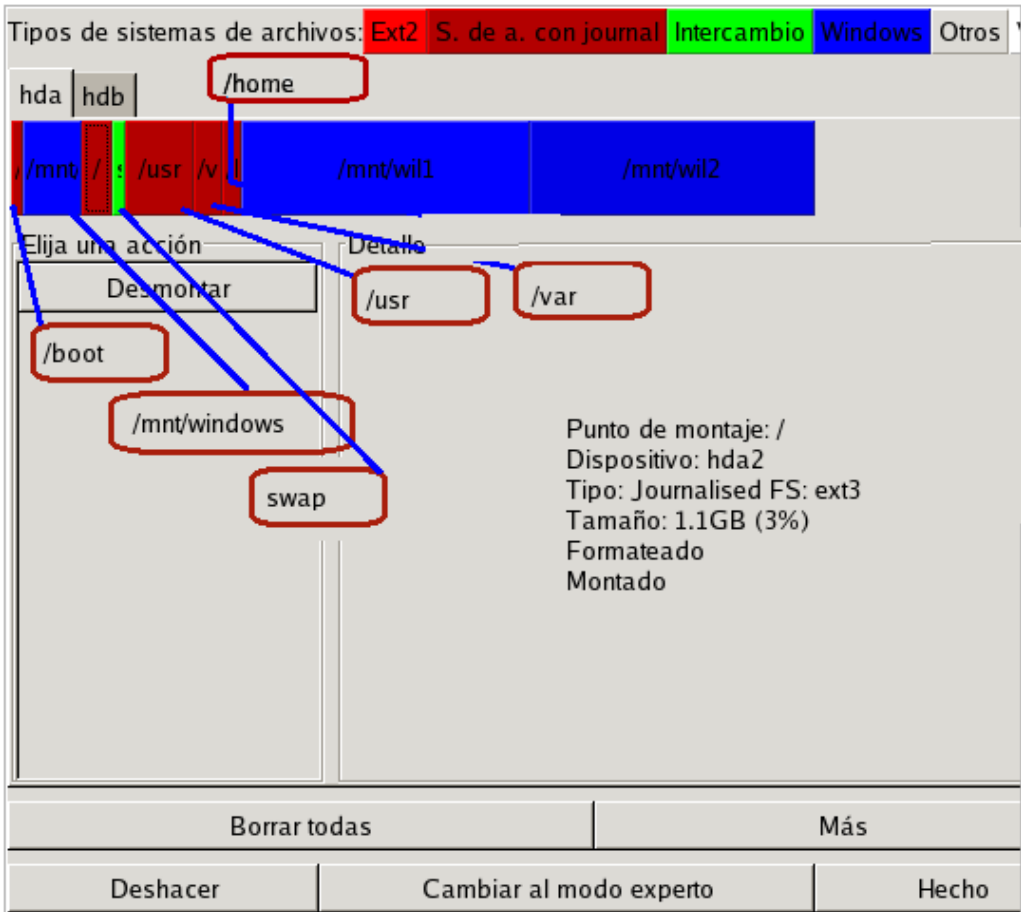 Tipos de sistemas de archivos: Ext2 S. de a. con journal Intercambio Windows Otros
/home
hda hdb
/ /mnt/ / s /usr /v /l /mnt/wil1 /mnt/wil2
Elija una acción Detalle
Desmontar
/usr /var
/boot
/mnt/windows
swap
Punto de montaje: /
Dispositivo: hda2
Tipo: Journalised FS: ext3
Tamaño: 1.1GB (3%)
Formateado
Montado
Borrar todas Más
Deshacer Cambiar al modo experto Hecho